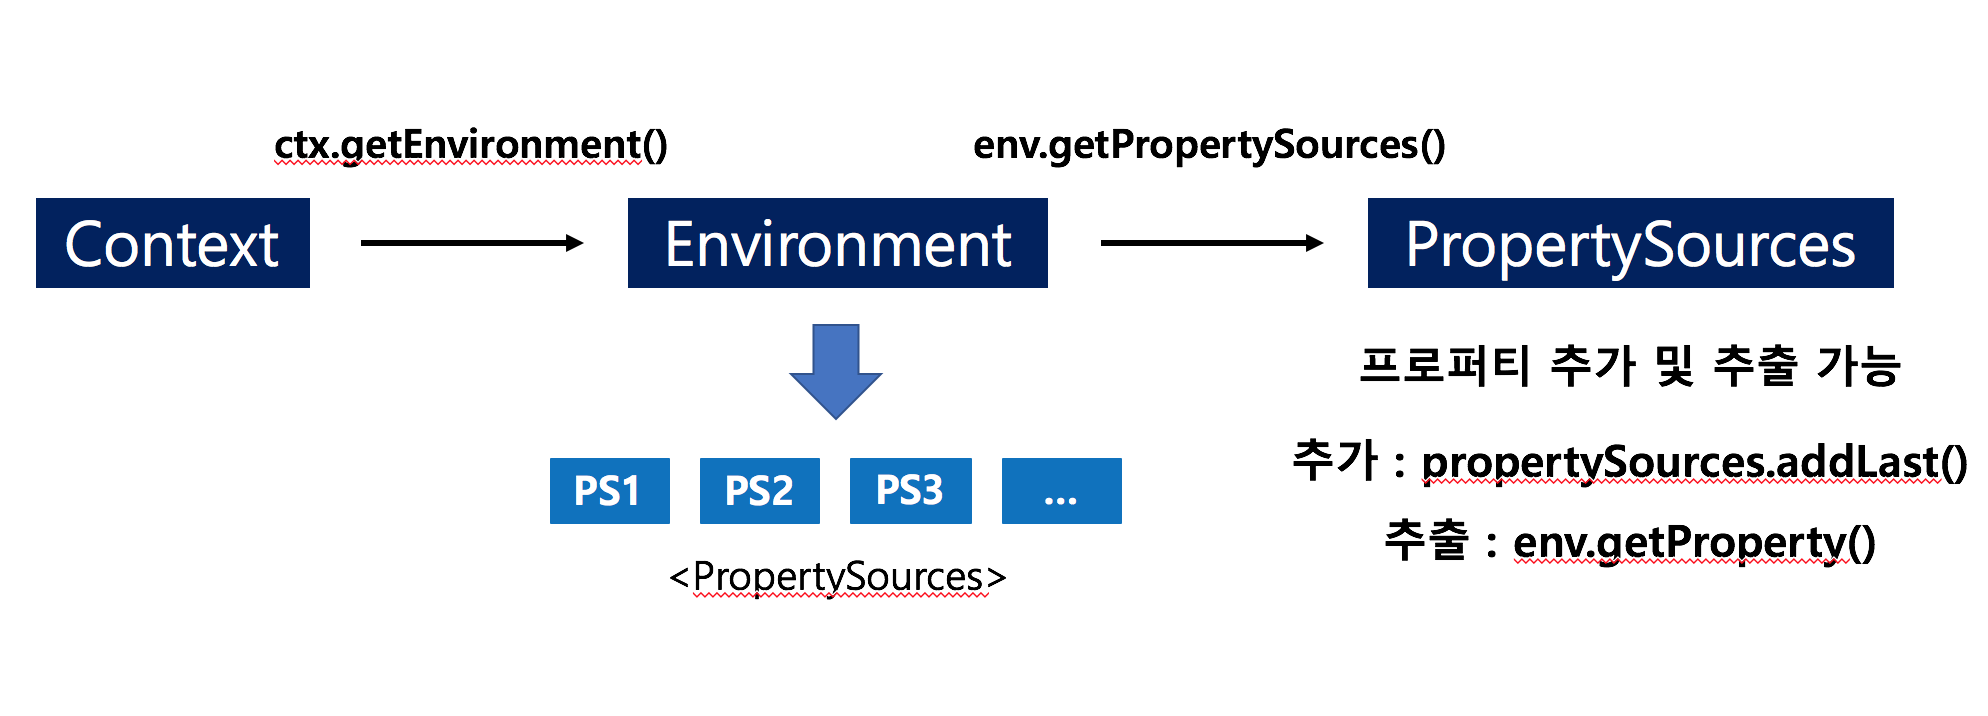 ctx.getEnvironment()
env.getPropertySources()
Context
Environment
PropertySources
프로퍼티 추가 및 추출 가능
추가 : propertySources.addLast()
PS1
PS2
PS3
...
추출 : env.getProperty()
<PropertySources>